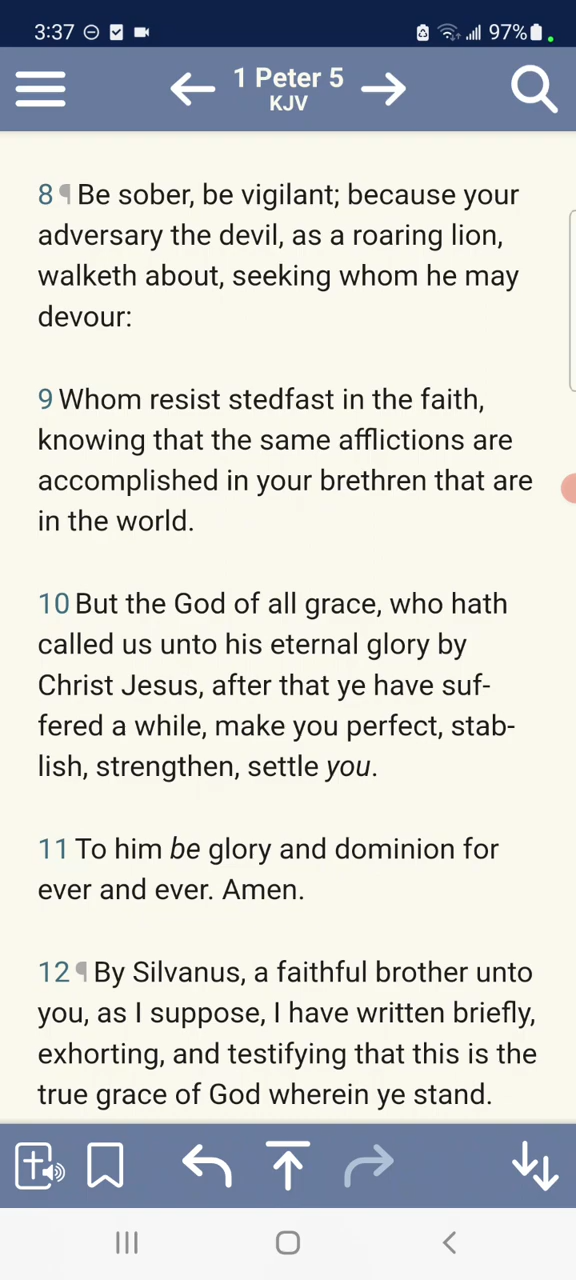 3:37
97%
1 Peter 5
KJV
8 ¶ Be sober, be vigilant; because your
adversary the devil, as a roaring lion,
walketh about, seeking whom he may
devour:
9 Whom resist stedfast in the faith,
knowing that the same afflictions are
accomplished in your brethren that are
in the world.
10 But the God of all grace, who hath
called us unto his eternal glory by
Christ Jesus, after that ye have suf-
fered a while, make you perfect, stab-
lish, strengthen, settle you.
11 To him be glory and dominion for
ever and ever. Amen.
12 ¶ By Silvanus, a faithful brother unto
you, as I suppose, I have written briefly,
exhorting, and testifying that this is the
true grace of God wherein ye stand.